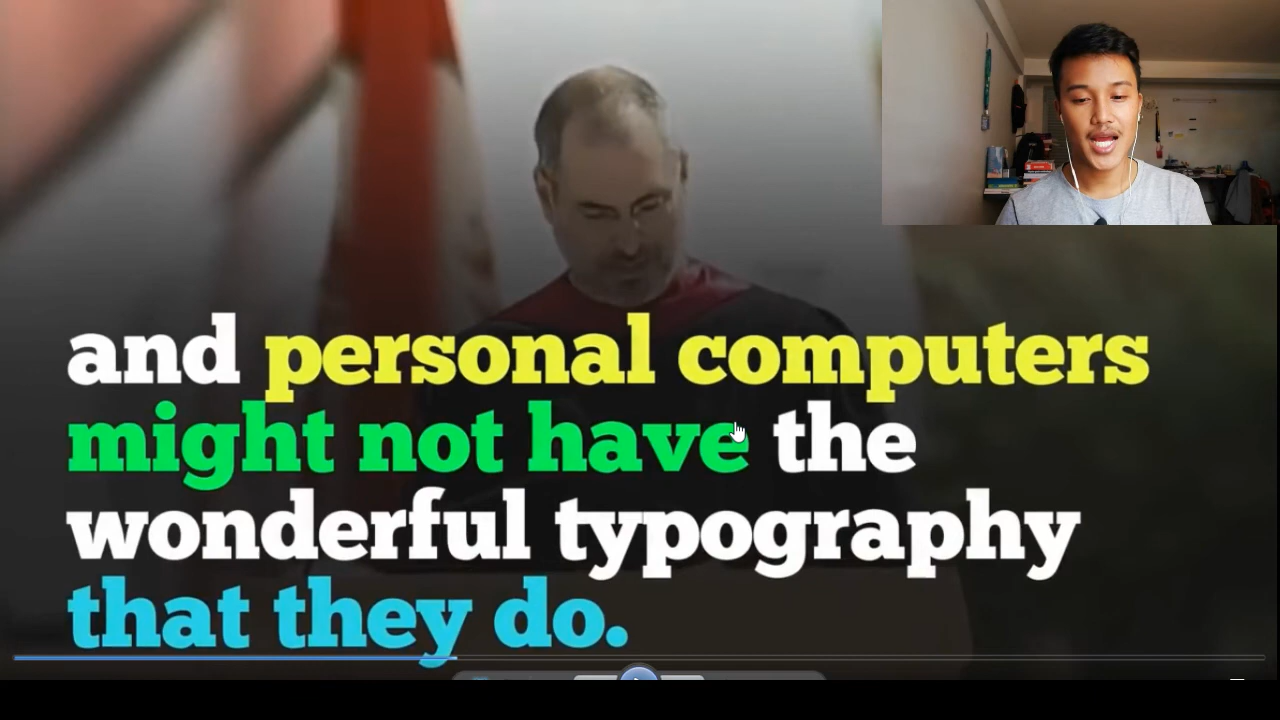 and personal computers
might not have the
wonderful typography
that they do.